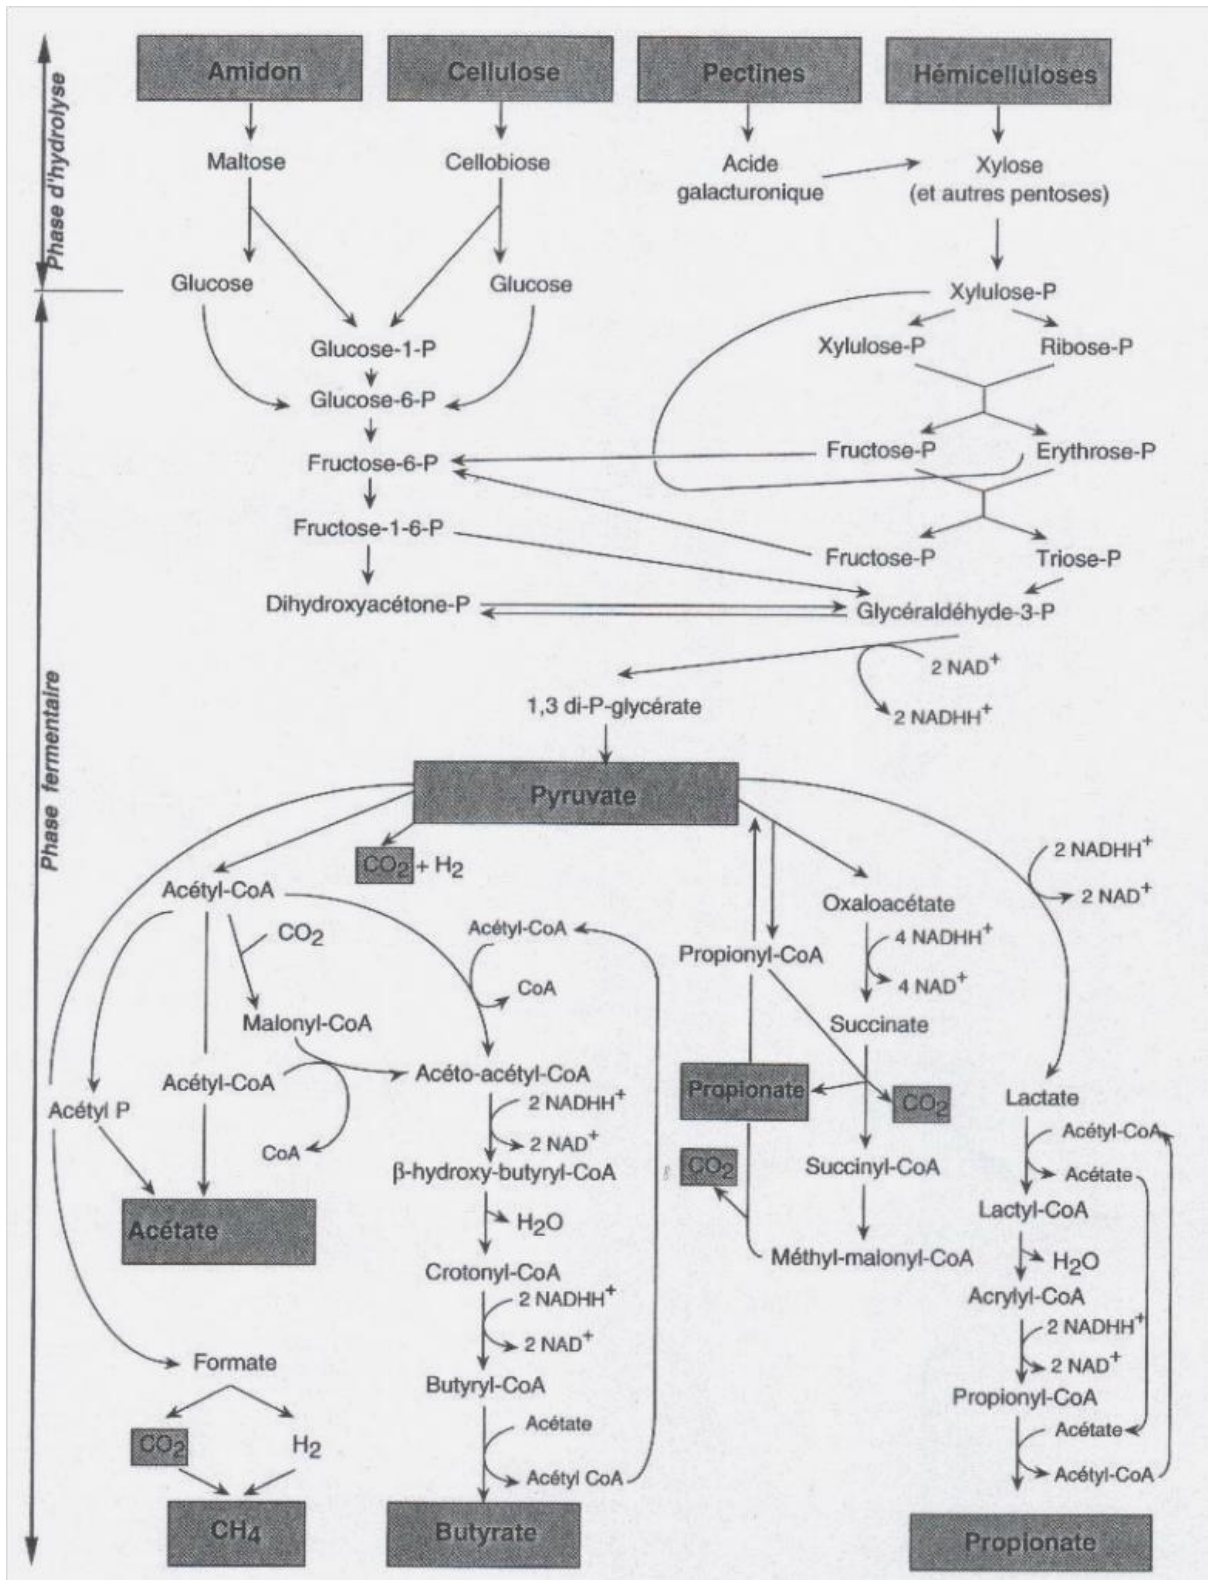 Phase d'hydrolyse
Phase fermentaire
Amidon
Cellulose
Pectines
Hémicelluloses
Maltose
Cellobiose
Acide
galacturonique
Xylose
(et autres pentoses)
Glucose
Glucose
Xylulose-P
Glucose-1-P
Xylulose-P
Ribose-P
Glucose-6-P
Fructose-6-P
Fructose-P
Erythrose-P
Fructose-1-6-P
Fructose-P
Triose-P
Dihydroxyacétone-P
Glycéraldéhyde-3-P
2 NAD+
2 NADHH+
1,3 di-P-glycérate
Pyruvate
CO2 + H2
2 NADHH+
2 NAD+
Acétyl-CoA
Oxaloacétate
CO2
Acétyl-CoA
4 NADHH+
Propionyl-CoA
CoA
4 NAD+
Malonyl-CoA
Succinate
Acétyl-CoA
Acéto-acétyl-CoA
Propionate
CO2
Lactate
Acétyl P
2 NADHH+
Acétyl-CoA
CoA
2 NAD+
CO2
Succinyl-CoA
Acétate
β-hydroxy-butyryl-CoA
Lactyl-CoA
Acétate
H2O
Méthyl-malonyl-CoA
H2O
Crotonyl-CoA
Acrylyl-CoA
2 NADHH+
2 NADHH+
2 NAD+
2 NAD+
Formate
Butyryl-CoA
Propionyl-CoA
Acétate
Acétate
CO2
H2
Acétyl CoA
Acétyl-CoA
CH4
Butyrate
Propionate